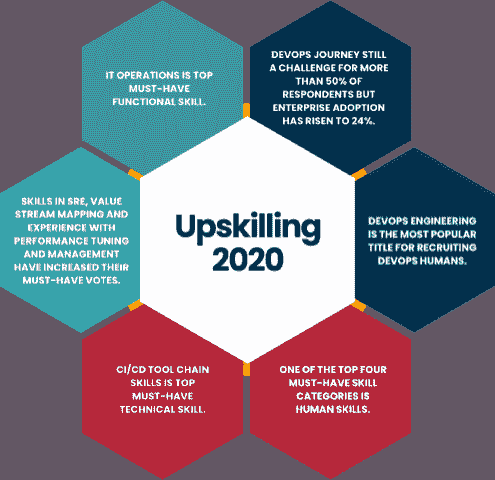 IT OPERATIONS IS TOP
MUST-HAVE
FUNCTIONAL SKILL.
DEVOPS JOURNEY STILL
A CHALLENGE FOR MORE
THAN 50% OF
RESPONDENTS BUT
ENTERPRISE ADOPTION
HAS RISEN TO 24%.
SKILLS IN SRE, VALUE
STREAM MAPPING AND
EXPERIENCE WITH
PERFORMANCE TUNING
AND MANAGEMENT
HAVE INCREASED THEIR
MUST-HAVE VOTES.
Upskilling
2020
DEVOPS ENGINEERING
IS THE MOST POPULAR
TITLE FOR RECRUITING
DEVOPS HUMANS.
CI/CD TOOL CHAIN
SKILLS IS TOP
MUST-HAVE
TECHNICAL SKILL.
ONE OF THE TOP FOUR
MUST-HAVE SKILL
CATEGORIES IS
HUMAN SKILLS.